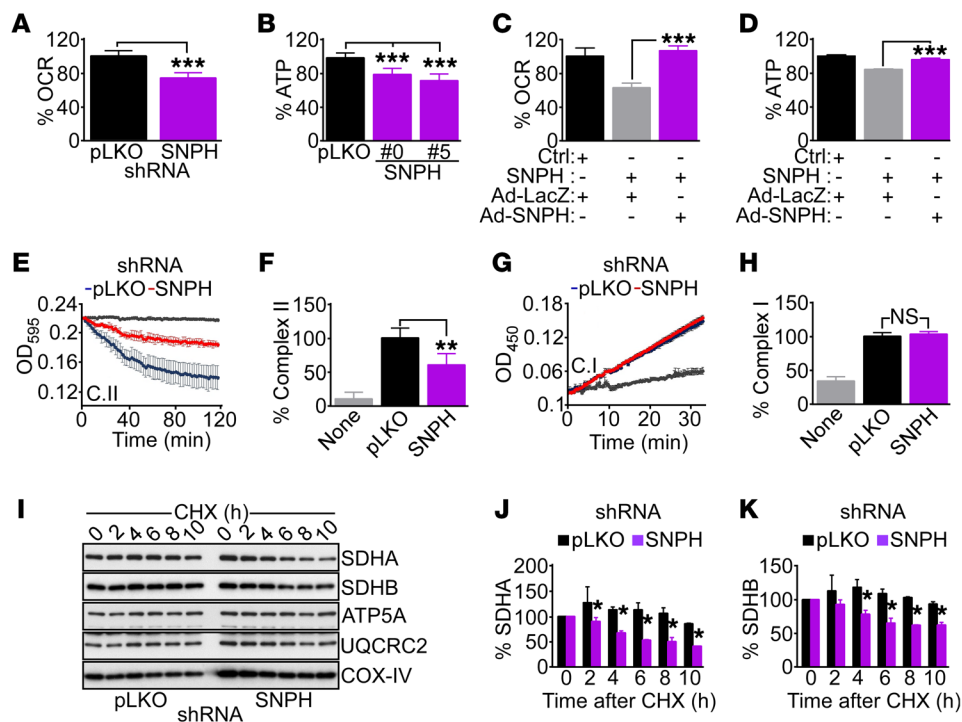 A
% OCR
120
80
40
0
***
pLKO SNPH
shRNA
B
% ATP
120
80
40
0
*** ***
pLKO #0 #5
SNPH
C
% OCR
120
80
40
0
***
Ctrl: + - -
SNPH: - + +
Ad-LacZ: + + -
Ad-SNPH: - - +
D
% ATP
120
80
40
0
***
Ctrl: + - -
SNPH: - + +
Ad-LacZ: + + -
Ad-SNPH: - - +
E
shRNA
pLKO SNPH
OD595
0.24
0.2
0.16
0.12
C.II
0 40 80 120
Time (min)
F
% Complex II
150
100
50
0
**
None pLKO SNPH
G
shRNA
pLKO SNPH
OD450
0.18
0.15
0.12
0.06
0.1
C.I
0 10 20 30
Time (min)
H
% Complex I
150
100
50
0
NS
None pLKO SNPH
I
CHX (h)
0 2 4 6 8 10 0 2 4 6 8 10
SDHA
SDHB
ATP5A
UQCRC2
COX-IV
pLKO SNPH
shRNA
J
shRNA
pLKO SNPH
% SDHA
200
150
100
50
0
* * * * *
0 2 4 6 8 10
Time after CHX (h)
K
shRNA
pLKO SNPH
% SDHB
150
100
50
0
* * * *
0 2 4 6 8 10
Time after CHX (h)